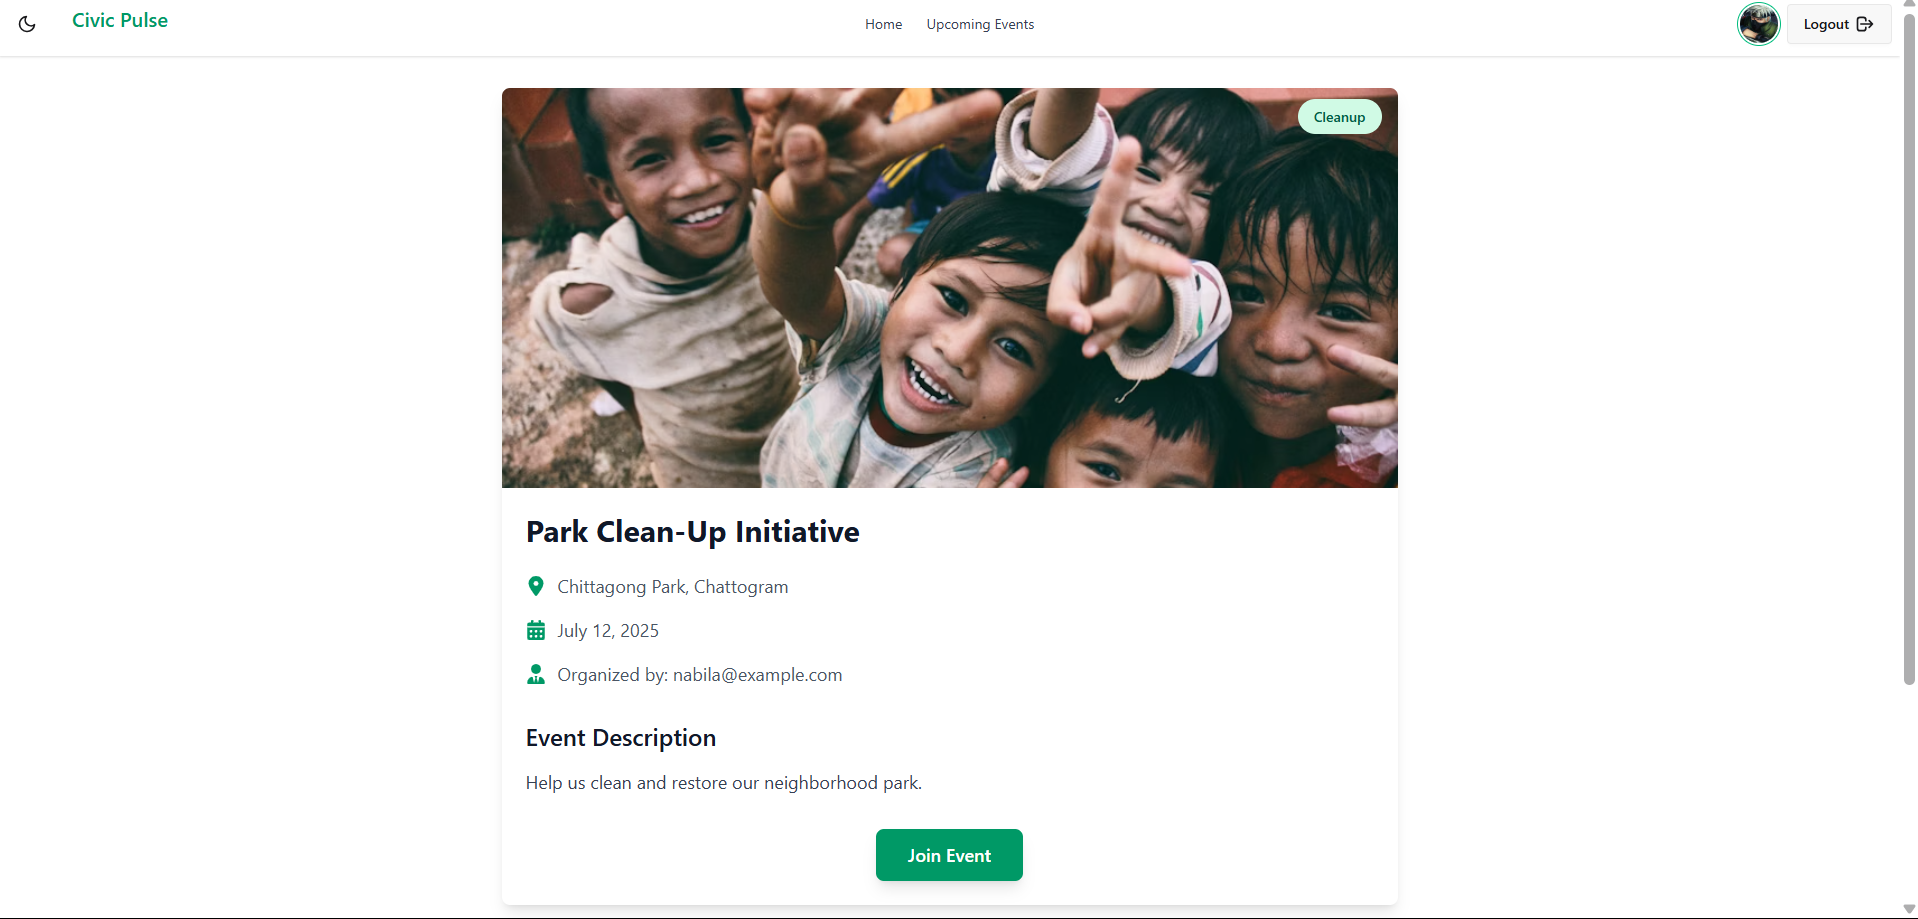 Civic Pulse
Home
Upcoming Events
Logout
Cleanup
Park Clean-Up Initiative
Chittagong Park, Chattogram
July 12, 2025
Organized by: nabila@example.com
Event Description
Help us clean and restore our neighborhood park.
Join Event